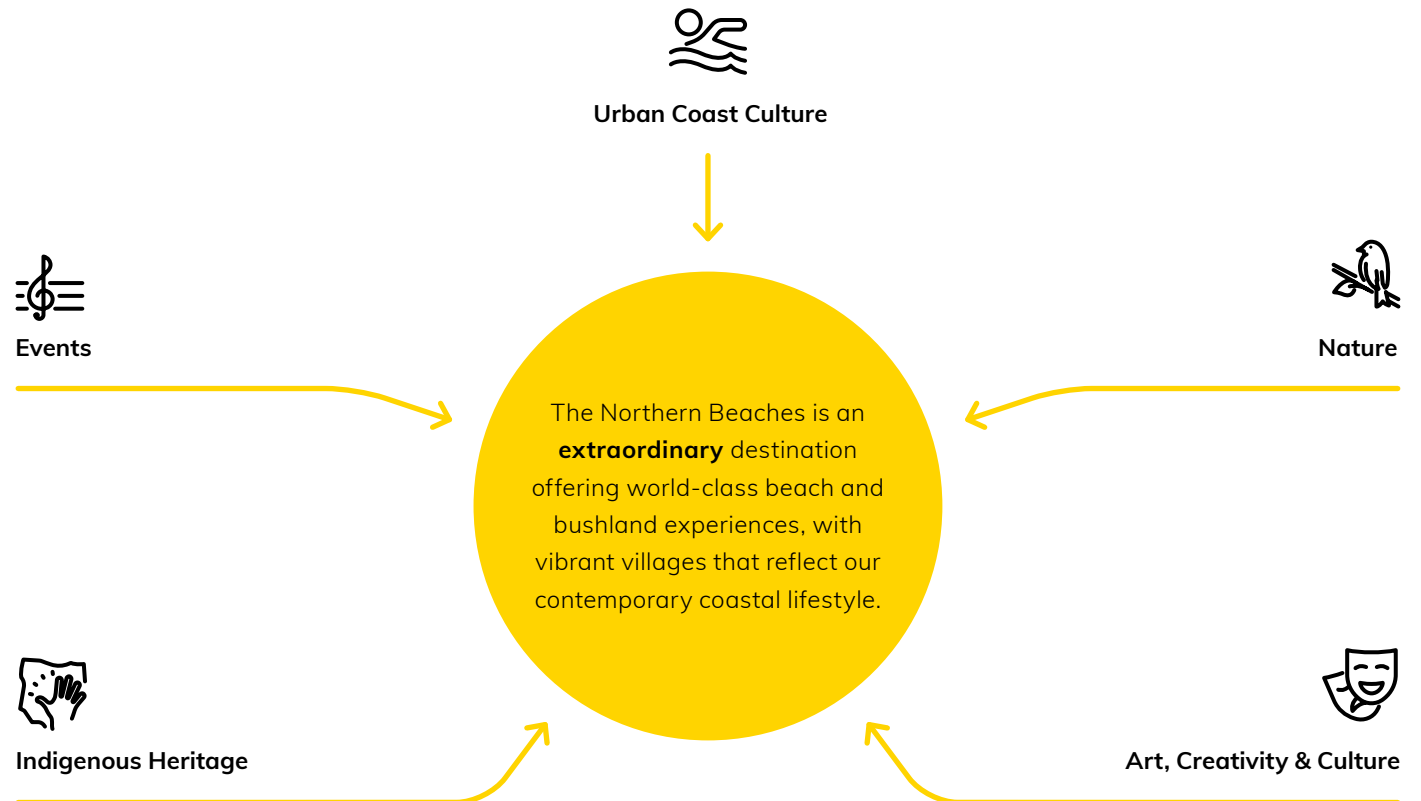 Urban Coast Culture
Events
Nature
The Northern Beaches is an
extraordinary destination
offering world-class beach and
bushland experiences, with
vibrant villages that reflect our
contemporary coastal lifestyle.
Indigenous Heritage
Art, Creativity & Culture